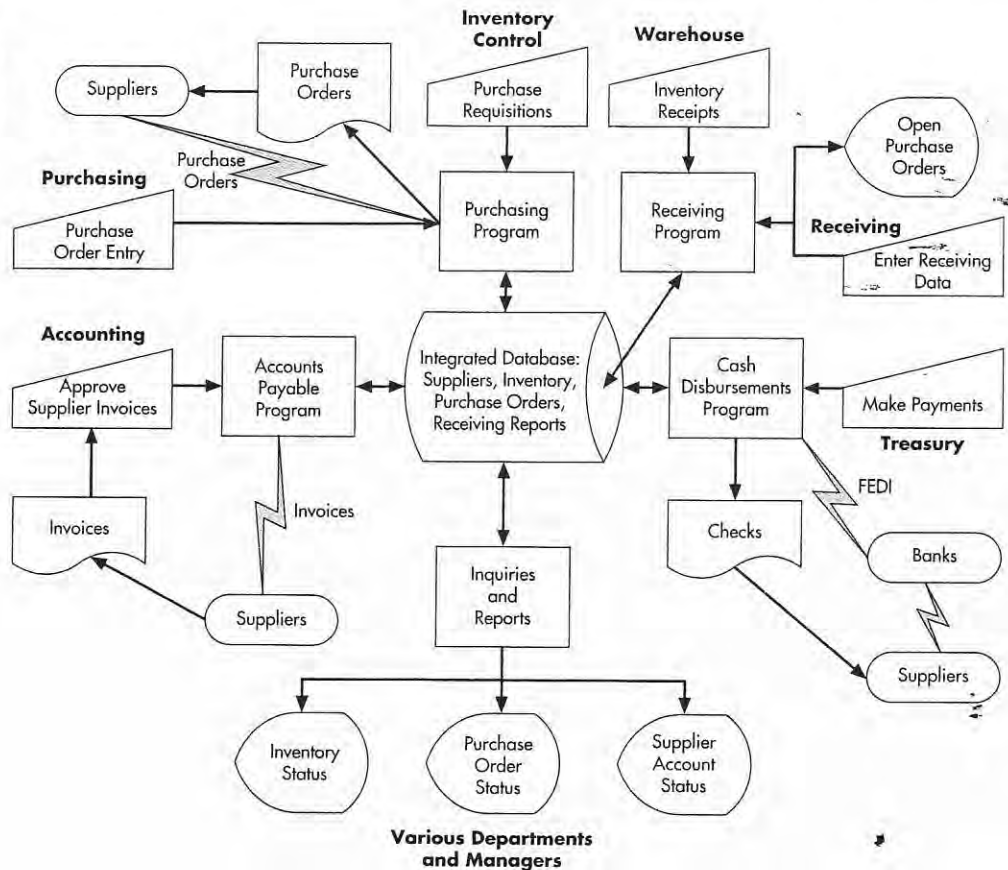 Inventory
Control
Warehouse
Suppliers
Purchase
Orders
Purchase
Requisitions
Inventory
Receipts
Open
Purchase
Orders
Purchase
Orders
Purchasing
Purchase
Order Entry
Purchasing
Program
Receiving
Program
Receiving
Enter Receiving
Data
Accounting
Approve
Supplier Invoices
Accounts
Payable
Program
Integrated Database:
Suppliers, Inventory,
Purchase Orders,
Receiving Reports
Cash
Disbursements
Program
Make Payments
Treasury
Invoices
Invoices
Suppliers
Inquiries
and
Reports
Checks
FEDI
Banks
Suppliers
Inventory
Status
Purchase
Order
Status
Supplier
Account
Status
Various Departments
and Managers